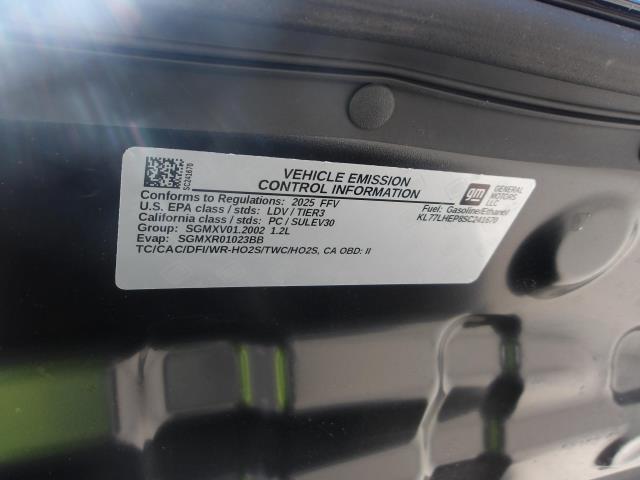 SC241670
VEHICLE EMISSION
CONTROL INFORMATION
gm
GENERAL
MOTORS
LLC
Conforms to Regulations: 2025 FFV
Fuel: Gasoline/Ethanol
U.S. EPA class / stds: LDV / TIER3
KL77LHEP8SC241670
California class / stds: PC / SULEV30
Group: SGMXV01.2002 1.2L
Evap: SGMXR01023BB
TC/CAC/DFI/WR-HO2S/TWC/HO2S, CA OBD: II